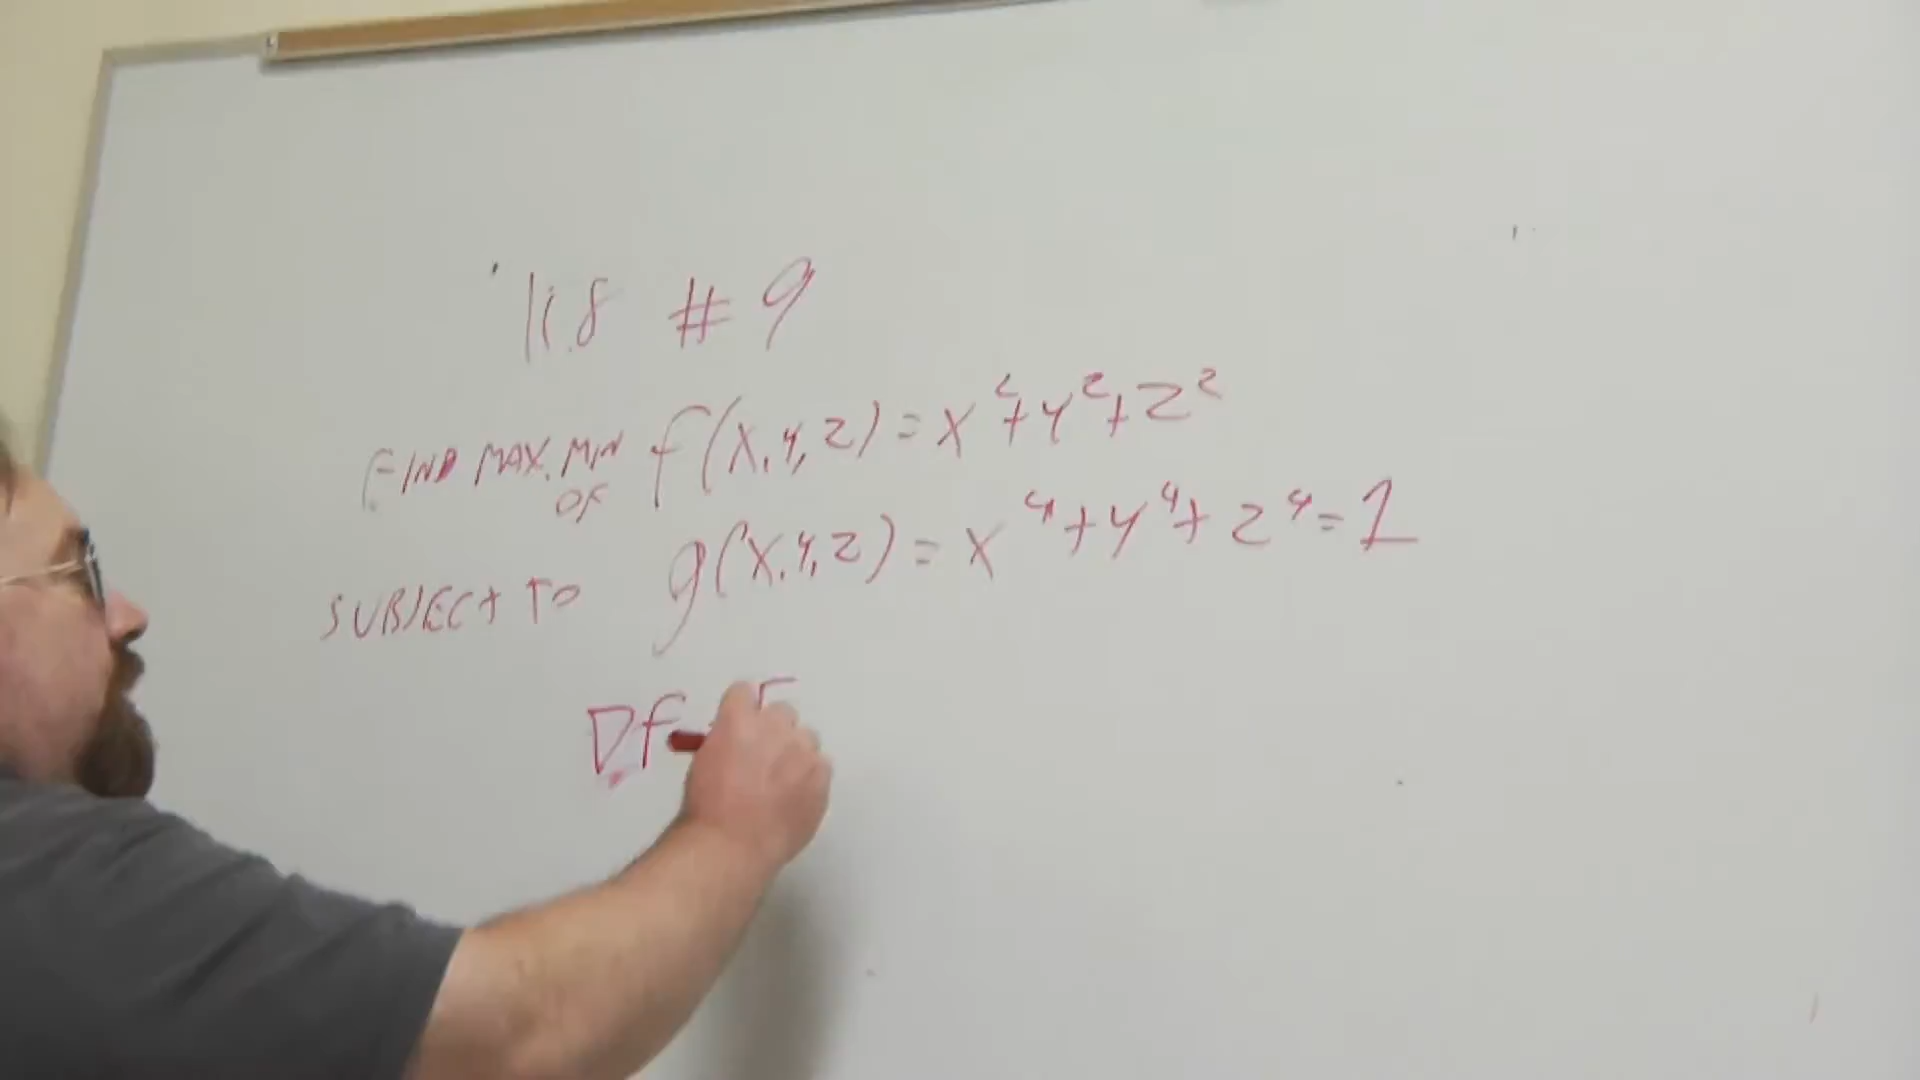 11.8 # 9
FIND MAX, MIN OF f(x,y,z) = x²+y²+z²
SUBJECT TO g(x,y,z) = x⁴+y⁴+z⁴=1
∇f